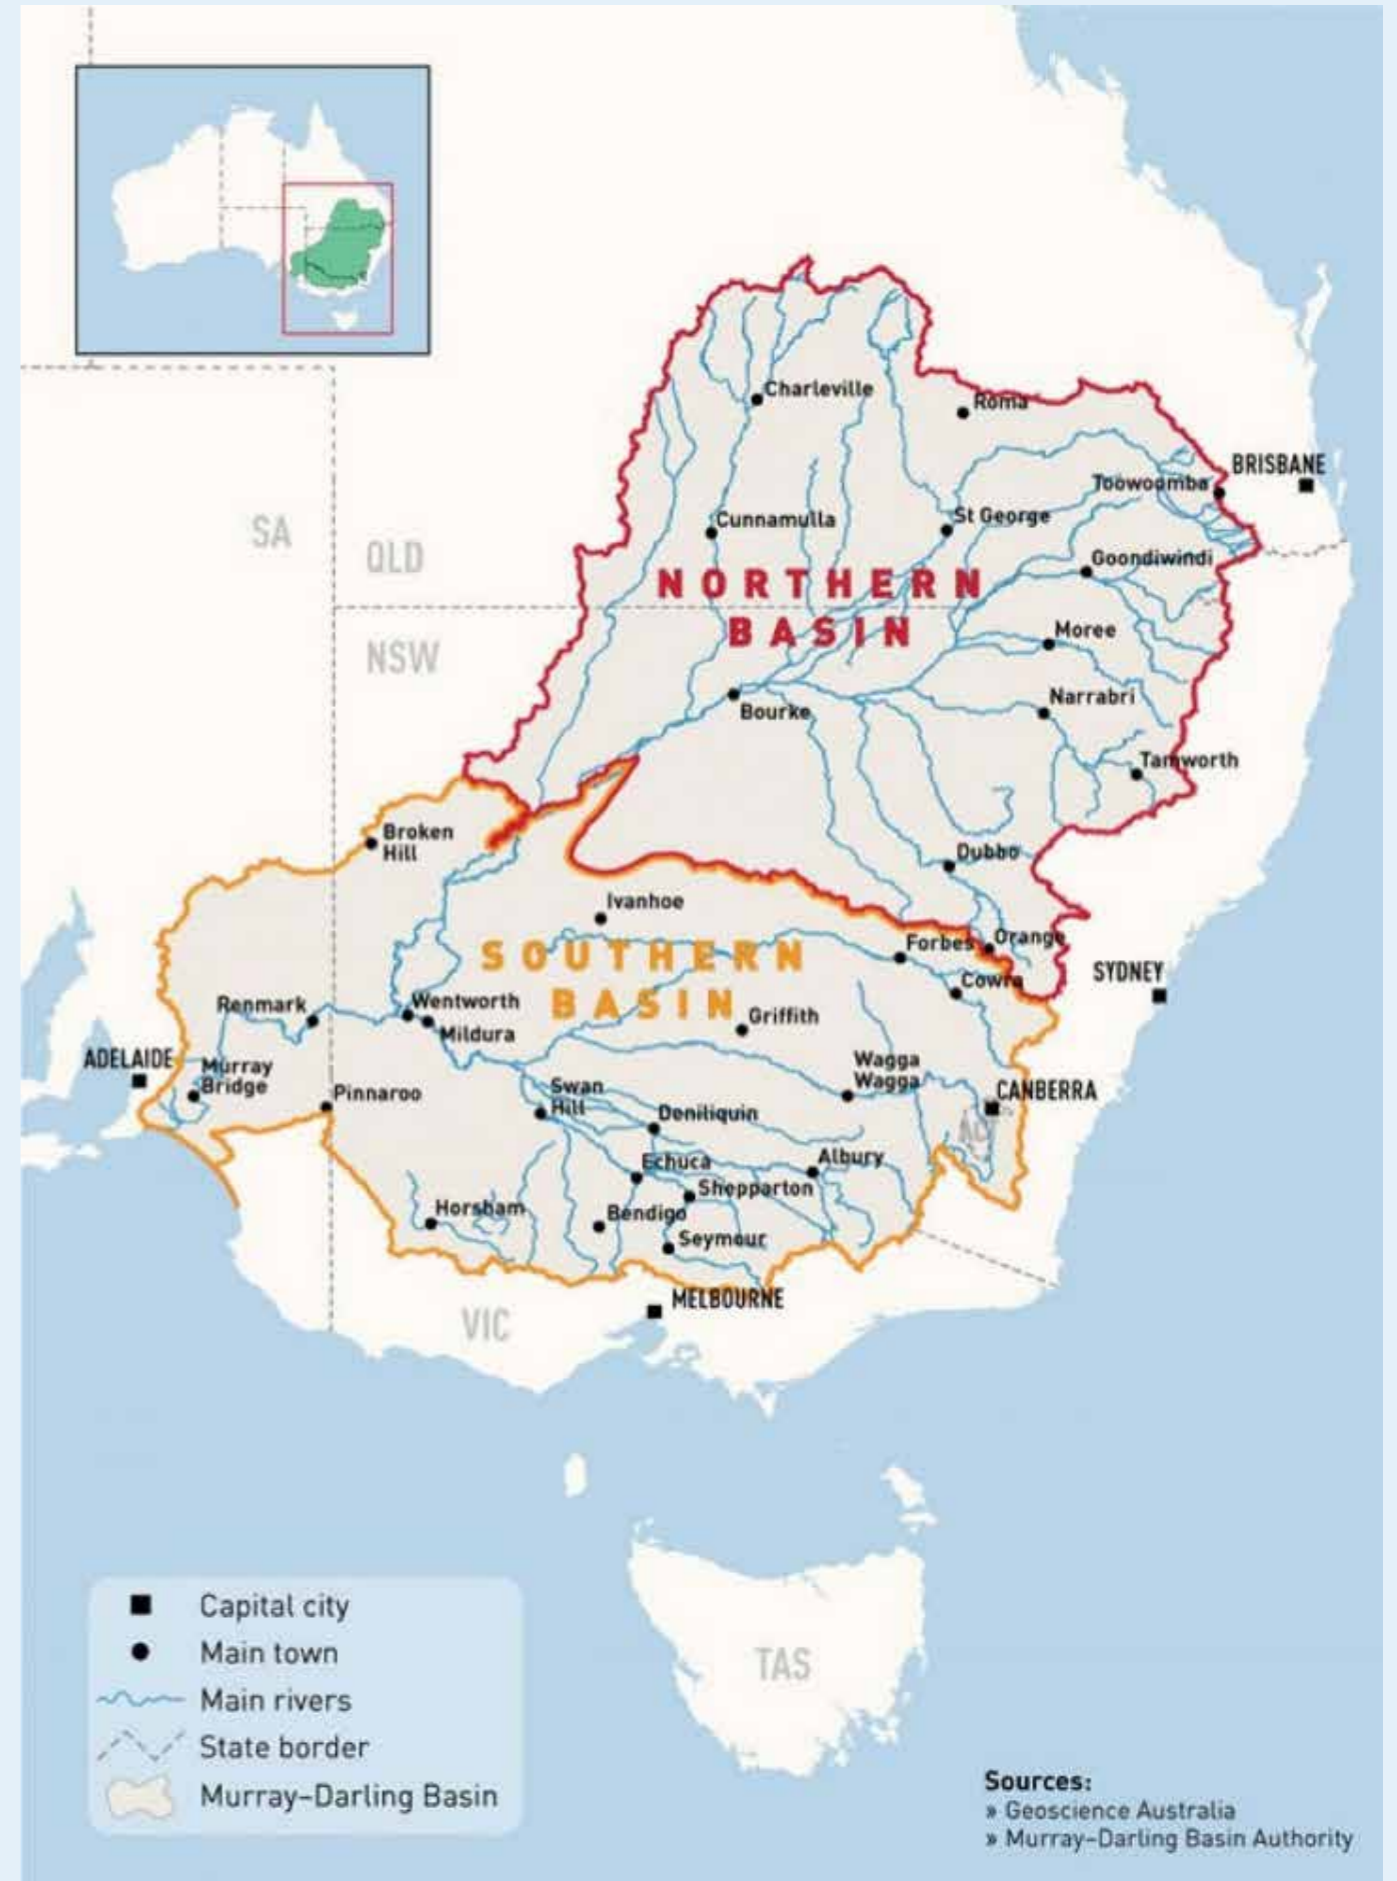 Charleville
Roma
BRISBANE
Toowoomba
Cunnamulla
St George
SA
QLD
Goondiwindi
NORTHERN
BASIN
Moree
NSW
Narrabri
Bourke
Tamworth
Broken
Hill
Dubbo
Ivanhoe
Forbes
Orange
SOUTHERN
BASIN
SYDNEY
Cowra
Renmark
Wentworth
Griffith
Mildura
ADELAIDE
Murray
Bridge
Wagga
Wagga
Pinnaroo
Swan
Hill
CANBERRA
Deniliquin
ACT
Echuca
Albury
Shepparton
Horsham
Bendigo
Seymour
MELBOURNE
VIC
TAS
Capital city
Main town
Main rivers
State border
Murray–Darling Basin
Sources:
» Geoscience Australia
» Murray–Darling Basin Authority